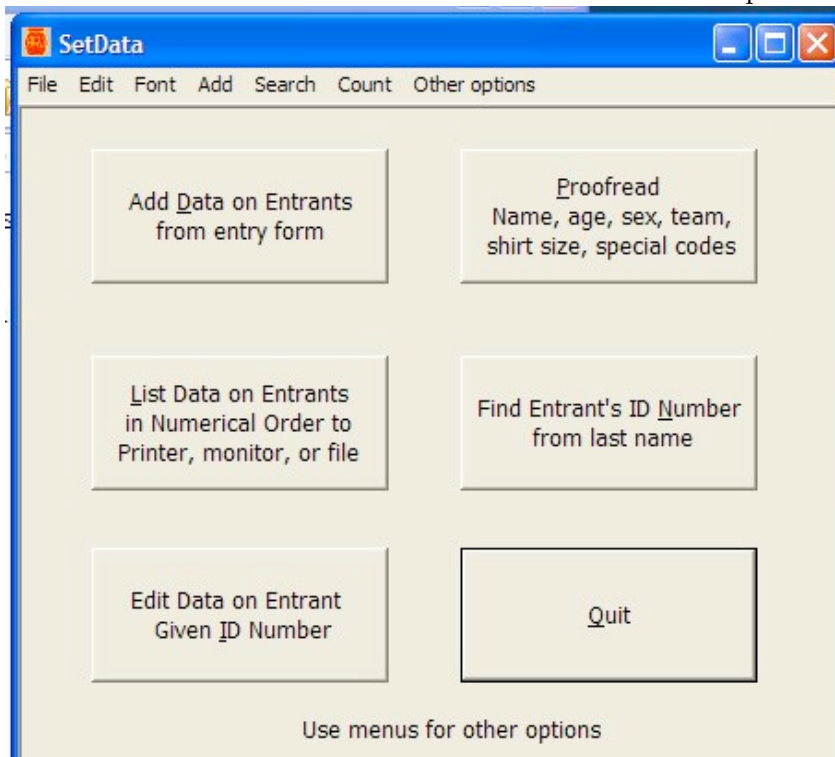 SetData
File Edit Font Add Search Count Other options
Add Data on Entrants
from entry form
Proofread
Name, age, sex, team,
shirt size, special codes
List Data on Entrants
in Numerical Order to
Printer, monitor, or file
Find Entrant's ID Number
from last name
Edit Data on Entrant
Given ID Number
Quit
Use menus for other options